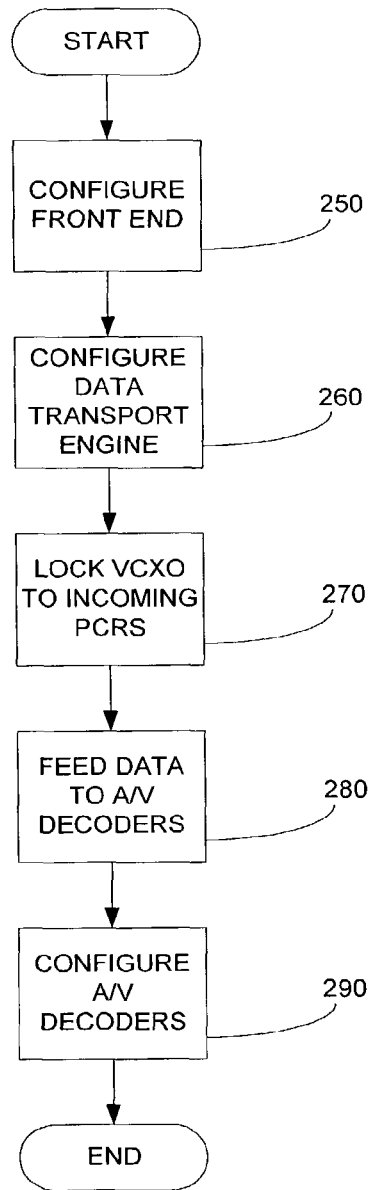 START
CONFIGURE
FRONT END
250
CONFIGURE
DATA
TRANSPORT
ENGINE
260
LOCK VCXO
TO INCOMING
PCRS
270
FEED DATA
TO A/V
DECODERS
280
CONFIGURE
A/V
DECODERS
290
END